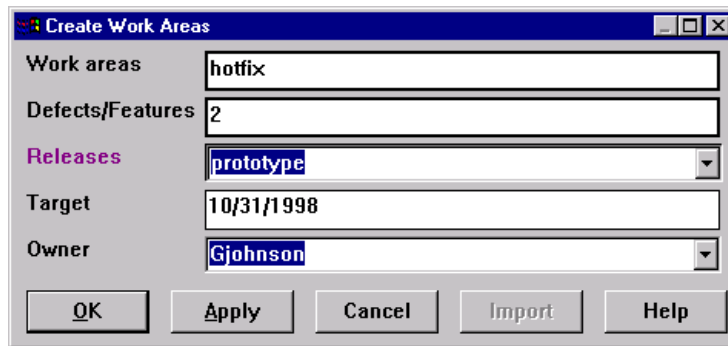 Create Work Areas
Work areas hotfix
Defects/Features 2
Releases prototype
Target 10/31/1998
Owner Gjohnson
OK Apply Cancel Import Help